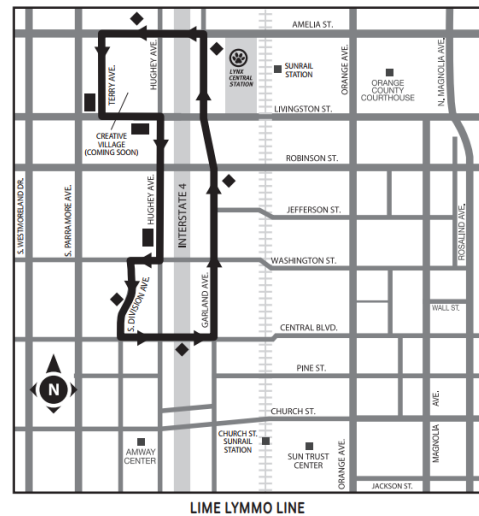 AMELIA ST.
HUGHEY AVE.
TERRY AVE.
LYNX
CENTRAL
STATION
SUNRAIL
STATION
ORANGE AVE.
ORANGE
COUNTY
COURTHOUSE
N. MAGNOLIA AVE.
LIVINGSTON ST.
CREATIVE
VILLAGE
(COMING SOON)
ROBINSON ST.
S. WESTMORELAND DR.
S. PARRAMORE AVE.
HUGHEY AVE.
INTERSTATE 4
JEFFERSON ST.
ROSALIND AVE.
WASHINGTON ST.
S. DIVISION AVE.
GARLAND AVE.
WALL ST.
CENTRAL BLVD.
PINE ST.
N
CHURCH ST.
AMWAY
CENTER
CHURCH ST.
SUNRAIL
STATION
SUN TRUST
CENTER
ORANGE AVE.
MAGNOLIA
AVE.
JACKSON ST.
LIME LYMMO LINE